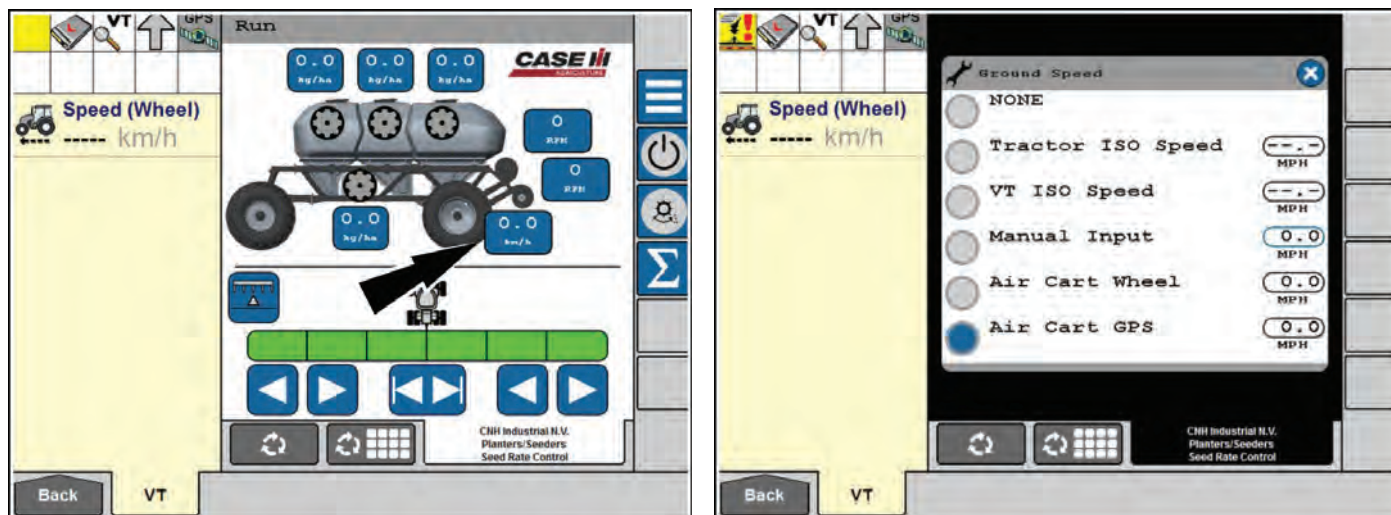 VT
GPS
Run
Speed (Wheel)
----- km/h
0.0
kg/ha
0.0
kg/ha
0.0
kg/ha
CASE IH
AGRICULTURE
0
RPM
0
RPM
0.0
kg/ha
0.0
km/h
Σ
CNH Industrial N.V.
Planters/Seeders
Seed Rate Control
Back
VT
VT
GPS
Speed (Wheel)
----- km/h
Ground Speed
NONE
Tractor ISO Speed
--.-
MPH
VT ISO Speed
--.-
MPH
Manual Input
0.0
MPH
Air Cart Wheel
0.0
MPH
Air Cart GPS
0.0
MPH
CNH Industrial N.V.
Planters/Seeders
Seed Rate Control
Back
VT